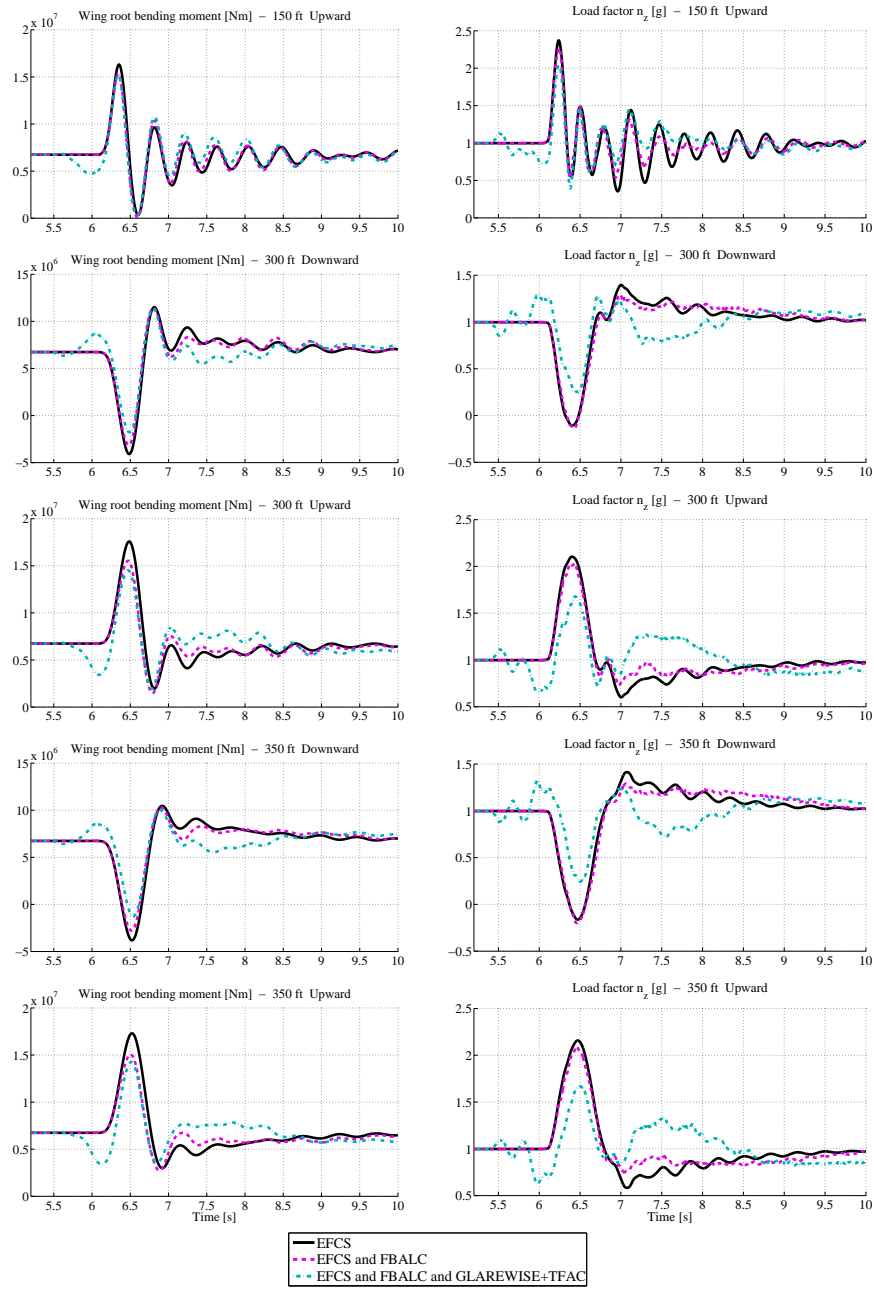 Wing root bending moment [Nm] – 150 ft Upward
x 10^7
2
1.5
1
0.5
0
5.5 6 6.5 7 7.5 8 8.5 9 9.5 10
Load factor n_z [g] – 150 ft Upward
2.5
2
1.5
1
0.5
0
5.5 6 6.5 7 7.5 8 8.5 9 9.5 10
Wing root bending moment [Nm] – 300 ft Downward
x 10^6
15
10
5
0
−5
5.5 6 6.5 7 7.5 8 8.5 9 9.5 10
Load factor n_z [g] – 300 ft Downward
1.5
1
0.5
0
−0.5
5.5 6 6.5 7 7.5 8 8.5 9 9.5 10
Wing root bending moment [Nm] – 300 ft Upward
x 10^7
2
1.5
1
0.5
0
5.5 6 6.5 7 7.5 8 8.5 9 9.5 10
Load factor n_z [g] – 300 ft Upward
2.5
2
1.5
1
0.5
5.5 6 6.5 7 7.5 8 8.5 9 9.5 10
Wing root bending moment [Nm] – 350 ft Downward
x 10^6
15
10
5
0
−5
5.5 6 6.5 7 7.5 8 8.5 9 9.5 10
Load factor n_z [g] – 350 ft Downward
1.5
1
0.5
0
−0.5
5.5 6 6.5 7 7.5 8 8.5 9 9.5 10
Wing root bending moment [Nm] – 350 ft Upward
x 10^7
2
1.5
1
0.5
0
5.5 6 6.5 7 7.5 8 8.5 9 9.5 10
Time [s]
Load factor n_z [g] – 350 ft Upward
2.5
2
1.5
1
0.5
5.5 6 6.5 7 7.5 8 8.5 9 9.5 10
Time [s]
EFCS
EFCS and FBALC
EFCS and FBALC and GLAREWISE+TFAC